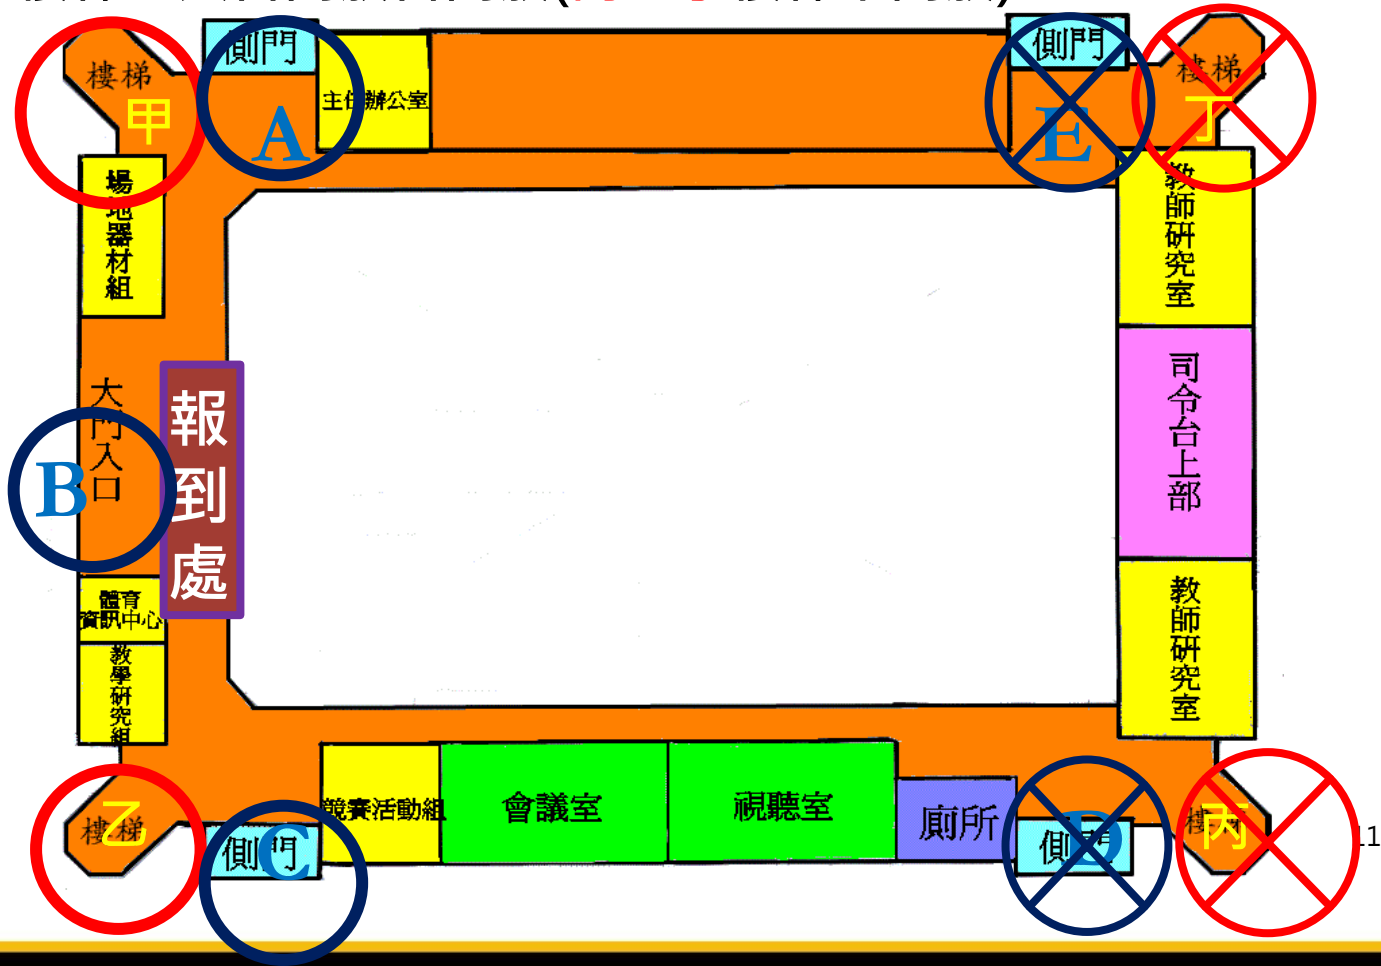 側門
樓梯
甲
A
主任辦公室
側門
E
樓梯
丁
場地器材組
教師研究室
大門入口
B
報到處
司令台上部
體育
資訊中心
教學研究組
教師研究室
乙
樓梯
側門
C
競賽活動組
會議室
視聽室
廁所
側門
D
樓梯
丙
11